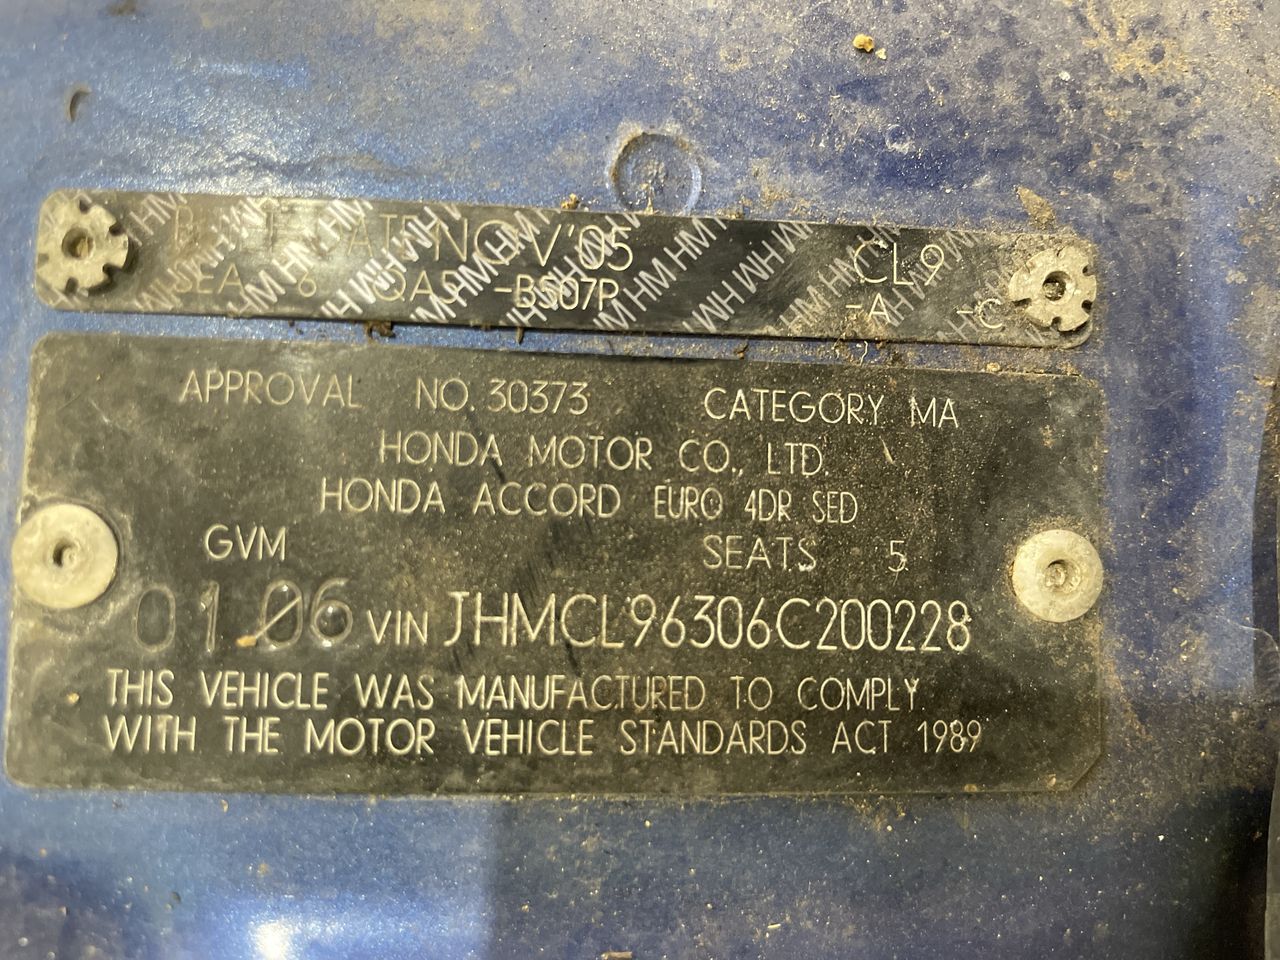 NOV'05 CL9
-B507P -A -C
APPROVAL NO. 30373 CATEGORY MA
HONDA MOTOR CO., LTD.
HONDA ACCORD EURO 4DR SED
GVM SEATS 5
01 06 VIN JHMCL96306C200228
THIS VEHICLE WAS MANUFACTURED TO COMPLY
WITH THE MOTOR VEHICLE STANDARDS ACT 1989